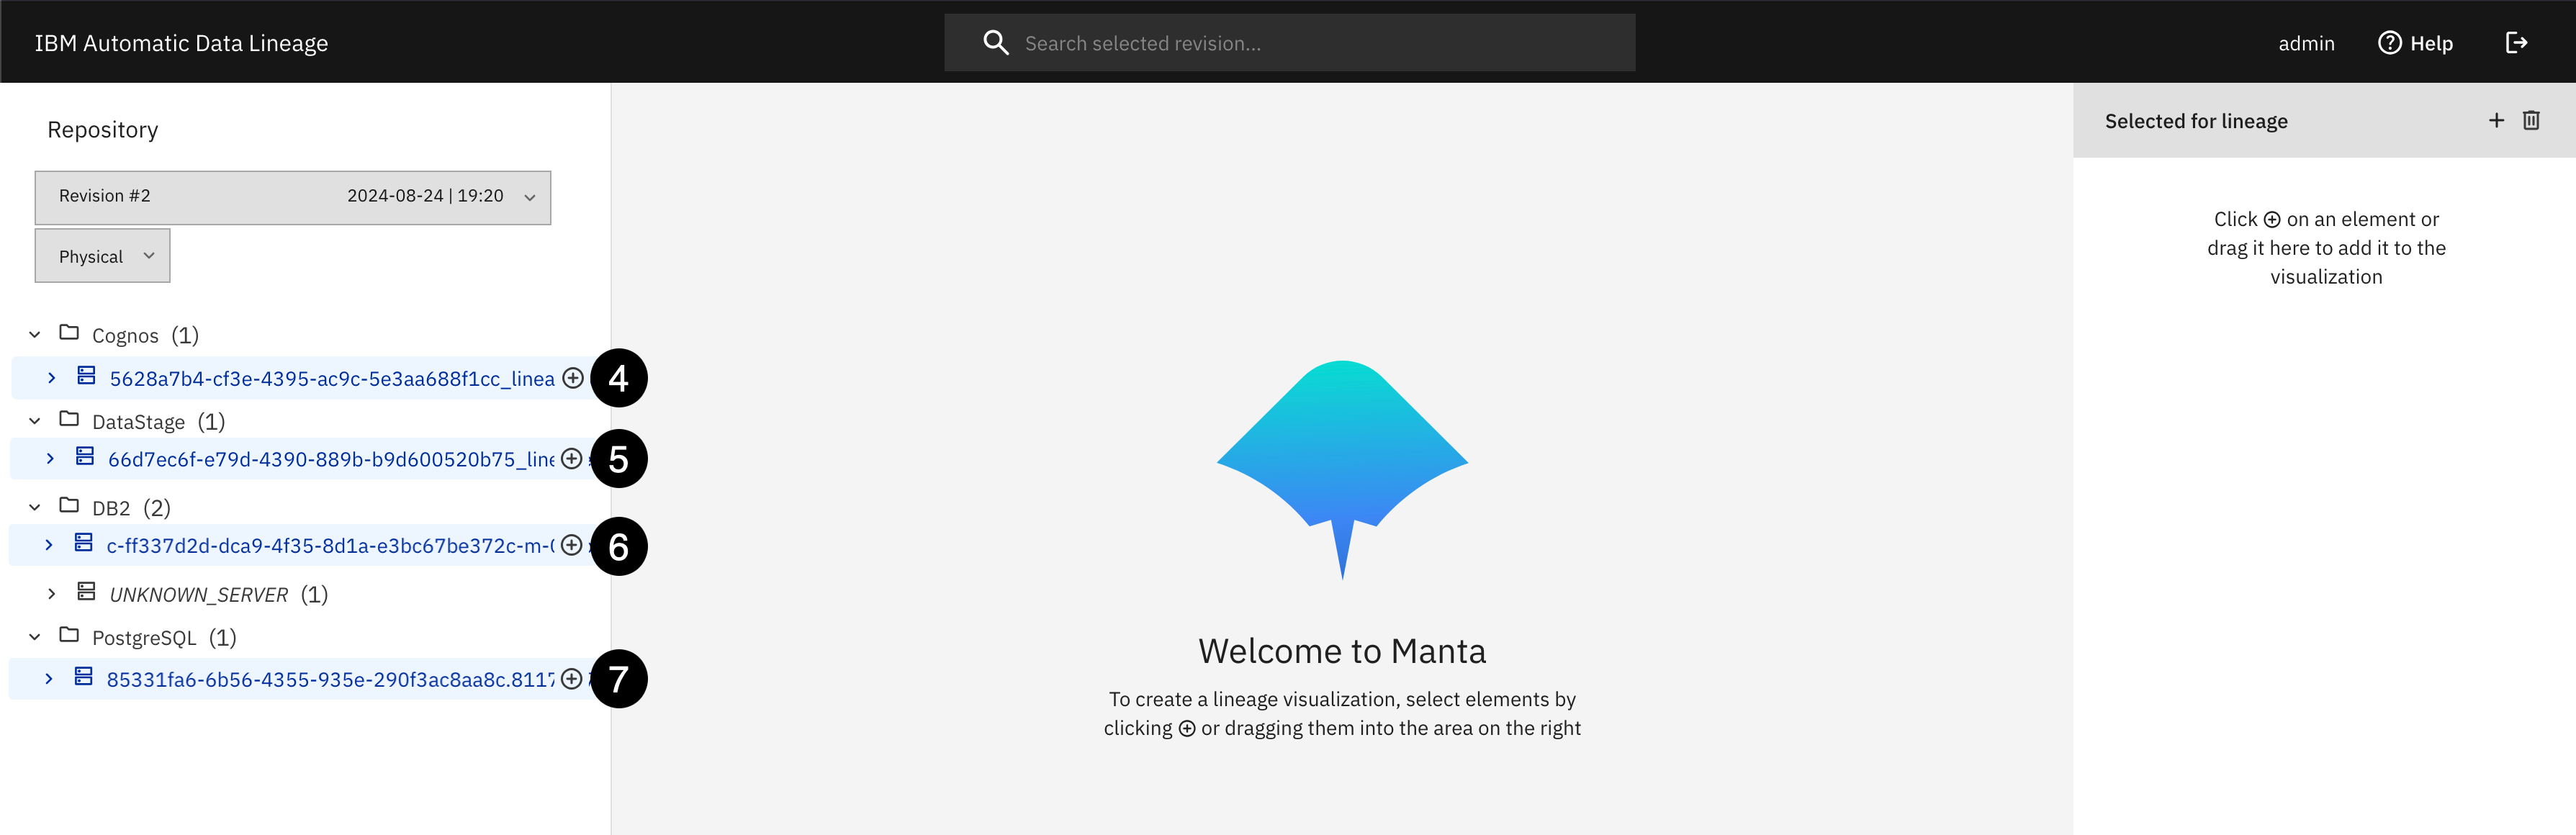 IBM Automatic Data Lineage
Search selected revision...
admin
Help
Repository
Revision #2 2024-08-24 | 19:20
Physical
Cognos (1)
5628a7b4-cf3e-4395-ac9c-5e3aa688f1cc_linea
4
DataStage (1)
66d7ec6f-e79d-4390-889b-b9d600520b75_line
5
DB2 (2)
c-ff337d2d-dca9-4f35-8d1a-e3bc67be372c-m-
6
UNKNOWN_SERVER (1)
PostgreSQL (1)
85331fa6-6b56-4355-935e-290f3ac8aa8c.8117
7
Welcome to Manta
To create a lineage visualization, select elements by
clicking ⊕ or dragging them into the area on the right
Selected for lineage
Click ⊕ on an element or
drag it here to add it to the
visualization